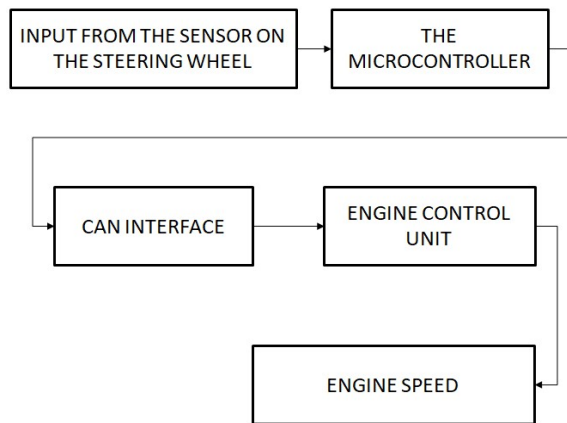 INPUT FROM THE SENSOR ON
THE STEERING WHEEL
THE
MICROCONTROLLER
CAN INTERFACE
ENGINE CONTROL
UNIT
ENGINE SPEED